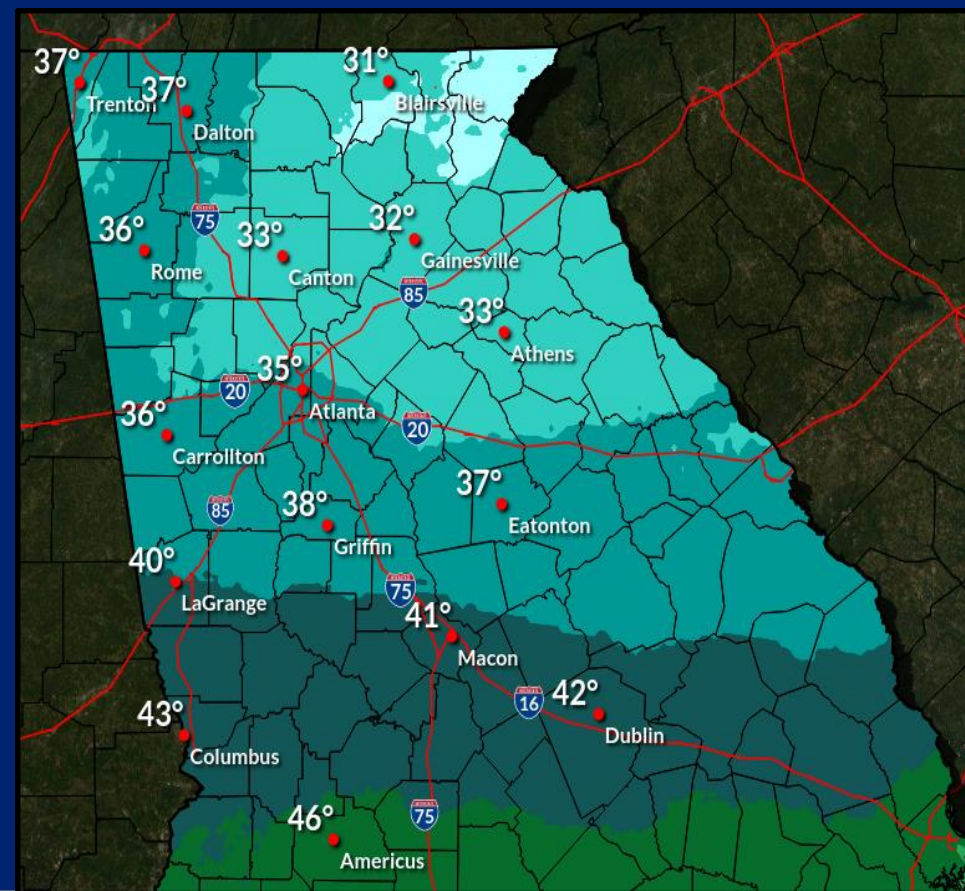 37°
Trenton
37°
Dalton
31°
Blairsville
75
36°
Rome
33°
Canton
32°
Gainesville
85
33°
Athens
35°
Atlanta
20
20
36°
Carrollton
85
38°
Griffin
37°
Eatonton
40°
LaGrange
75
41°
Macon
16
42°
Dublin
43°
Columbus
75
46°
Americus